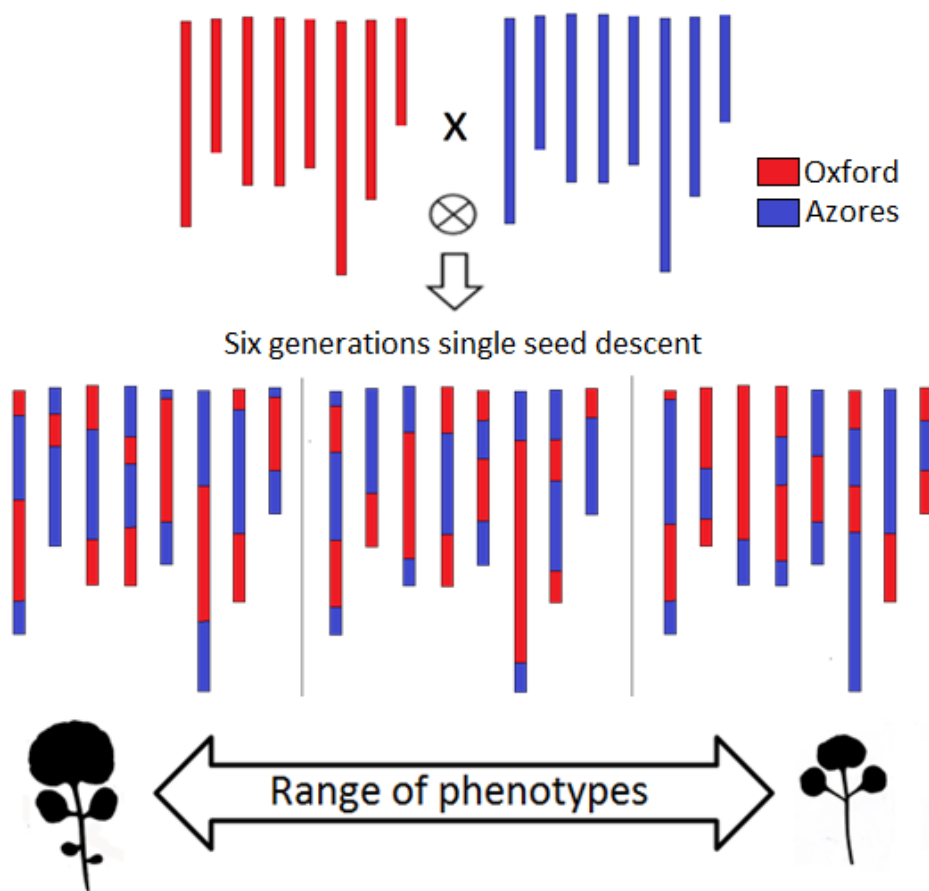 X
Oxford
Azores
Six generations single seed descent
Range of phenotypes